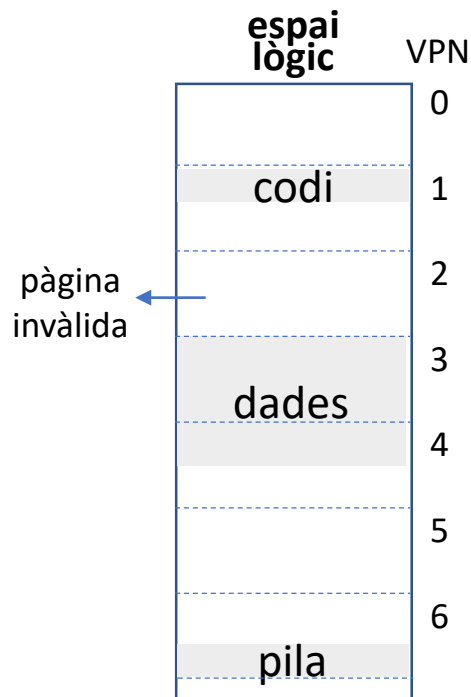 espai
lògic
VPN
0
codi
1
2
pàgina
invàlida
3
dades
4
5
6
pila